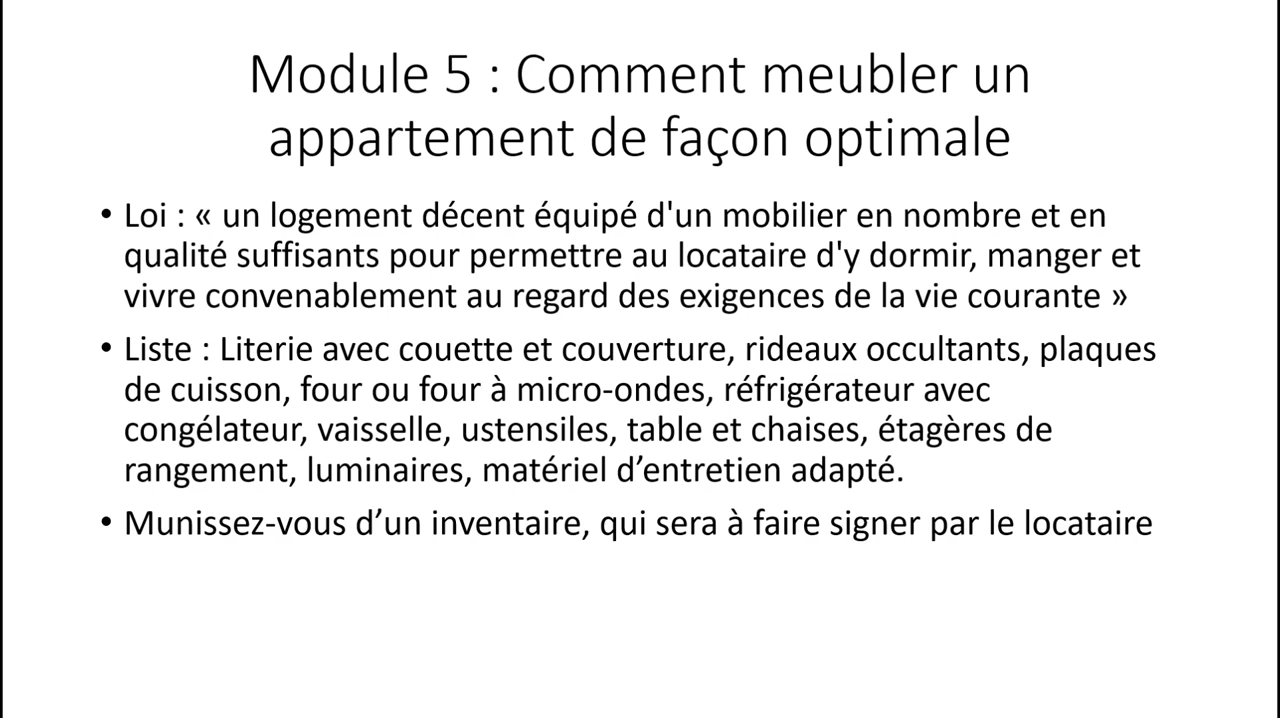 Module 5 : Comment meubler un
appartement de façon optimale
• Loi : « un logement décent équipé d'un mobilier en nombre et en
qualité suffisants pour permettre au locataire d'y dormir, manger et
vivre convenablement au regard des exigences de la vie courante »
• Liste : Literie avec couette et couverture, rideaux occultants, plaques
de cuisson, four ou four à micro-ondes, réfrigérateur avec
congélateur, vaisselle, ustensiles, table et chaises, étagères de
rangement, luminaires, matériel d’entretien adapté.
• Munissez-vous d’un inventaire, qui sera à faire signer par le locataire